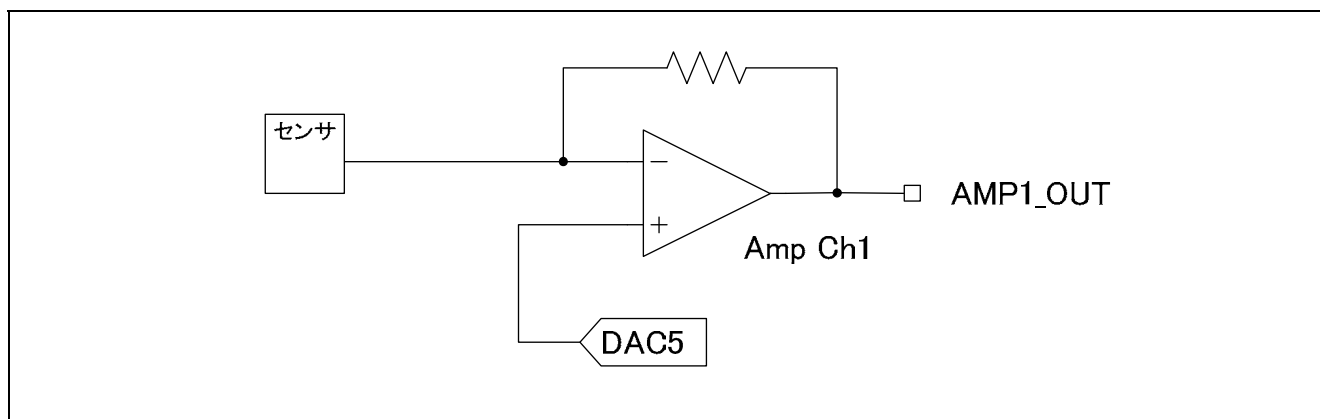 センサ
−
+
AMP1_OUT
Amp Ch1
DAC5